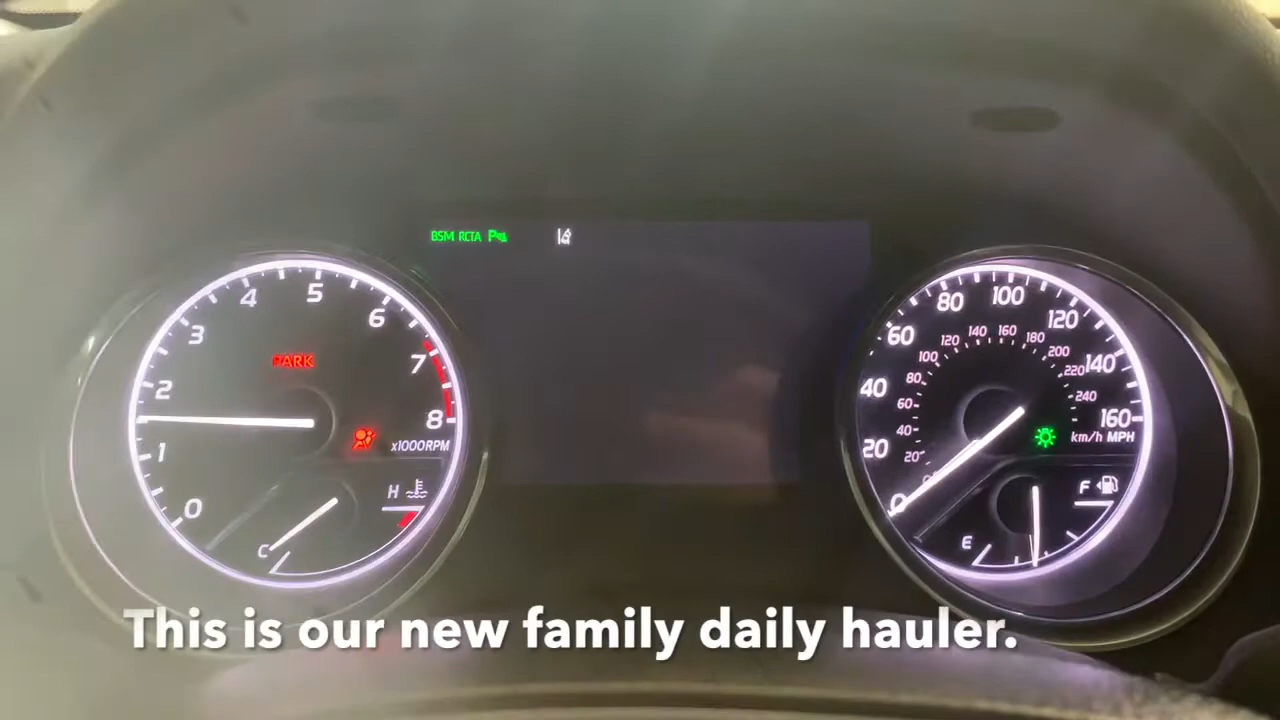 BSM RCTA P
4 5 6
3 7
PARK
2 8
x1000RPM
1
H
0
C
80 100
60 120
120 140 160 180
100 200
140
220
40 80 240
60 160
40 km/h MPH
20 20
0
F
E
This is our new family daily hauler.